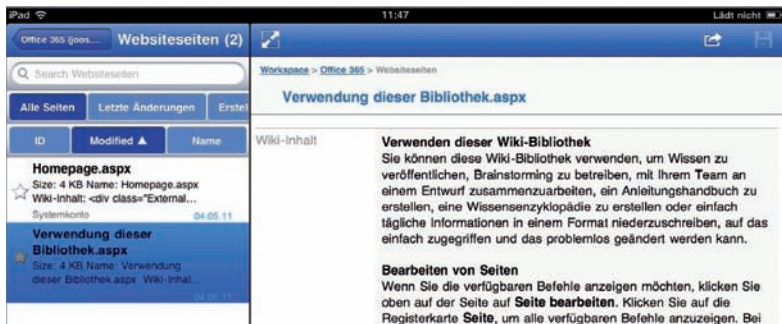 iPad
11:47
Lädt nicht
Office 365 (joos....
Websiteseiten (2)
Search Websiteseiten
Alle Seiten
Letzte Änderungen
Erstel
ID
Modified ▲
Name
Homepage.aspx
Size: 4 KB Name: Homepage.aspx
Wiki-Inhalt: <div class="External...
Systemkonto
04.05.11
Verwendung dieser
Bibliothek.aspx
Size: 4 KB Name: Verwendung
dieser Bibliothek.aspx Wiki-Inhal...
04.05.11
Workspace > Office 365 > Websiteseiten
Verwendung dieser Bibliothek.aspx
Wiki-Inhalt
Verwenden dieser Wiki-Bibliothek
Sie können diese Wiki-Bibliothek verwenden, um Wissen zu
veröffentlichen, Brainstorming zu betreiben, mit Ihrem Team an
einem Entwurf zusammenzuarbeiten, ein Anleitungshandbuch zu
erstellen, eine Wissensenzyklopädie zu erstellen oder einfach
tägliche Informationen in einem Format niederzuschreiben, auf das
einfach zugegriffen und das problemlos geändert werden kann.
Bearbeiten von Seiten
Wenn Sie die verfügbaren Befehle anzeigen möchten, klicken Sie
oben auf der Seite auf Seite bearbeiten. Klicken Sie auf die
Registerkarte Seite, um alle verfügbaren Befehle anzuzeigen. Bei